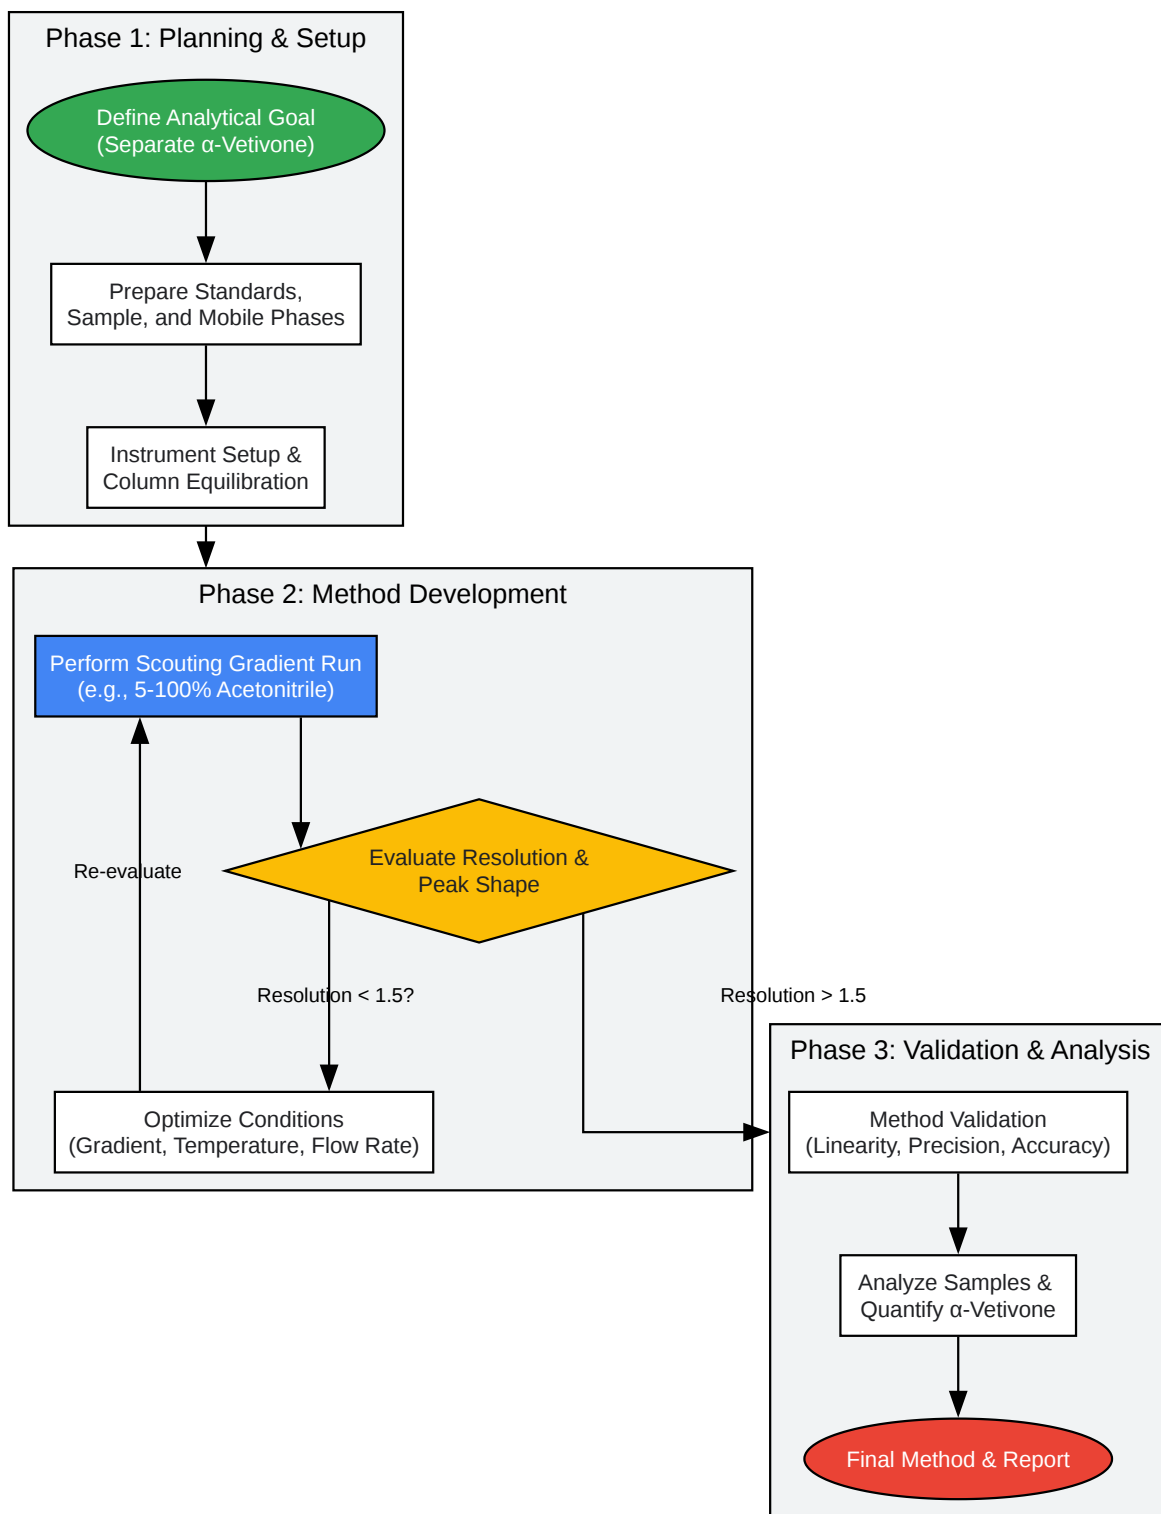 Phase 1: Planning & Setup
Define Analytical Goal
(Separate α-Vetivone)
Prepare Standards,
Sample, and Mobile Phases
Instrument Setup &
Column Equilibration
Phase 2: Method Development
Perform Scouting Gradient Run
(e.g., 5-100% Acetonitrile)
Evaluate Resolution &
Peak Shape
Re-evaluate
Resolution < 1.5?
Resolution > 1.5
Optimize Conditions
(Gradient, Temperature, Flow Rate)
Phase 3: Validation & Analysis
Method Validation
(Linearity, Precision, Accuracy)
Analyze Samples &
Quantify α-Vetivone
Final Method & Report